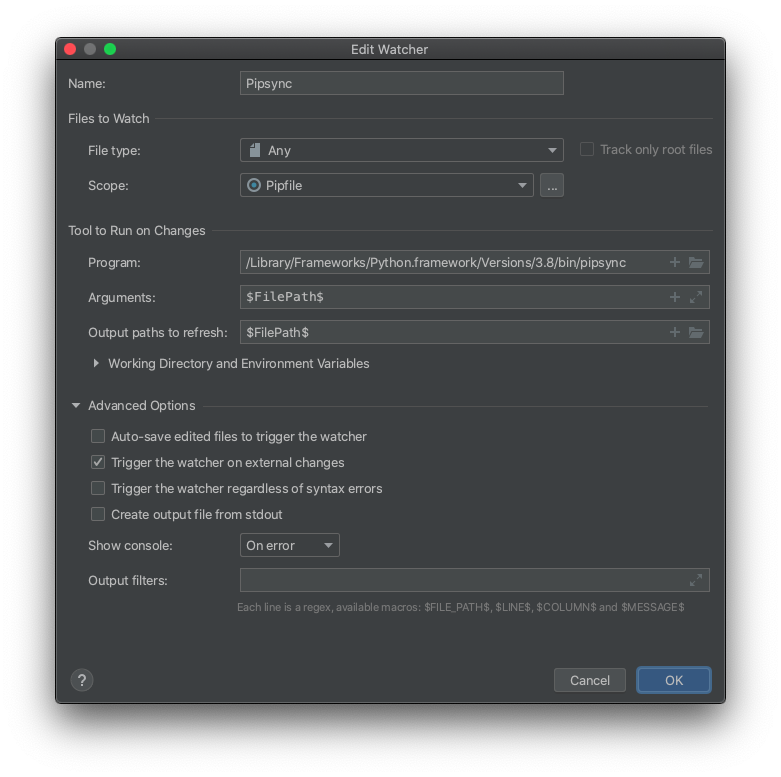 Edit Watcher
Name: Pipsync
Files to Watch
File type: Any Track only root files
Scope: Pipfile ...
Tool to Run on Changes
Program: /Library/Frameworks/Python.framework/Versions/3.8/bin/pipsync
Arguments: $FilePath$
Output paths to refresh: $FilePath$
Working Directory and Environment Variables
Advanced Options
Auto-save edited files to trigger the watcher
Trigger the watcher on external changes
Trigger the watcher regardless of syntax errors
Create output file from stdout
Show console: On error
Output filters:
Each line is a regex, available macros: $FILE_PATH$, $LINE$, $COLUMN$ and $MESSAGE$
? Cancel OK